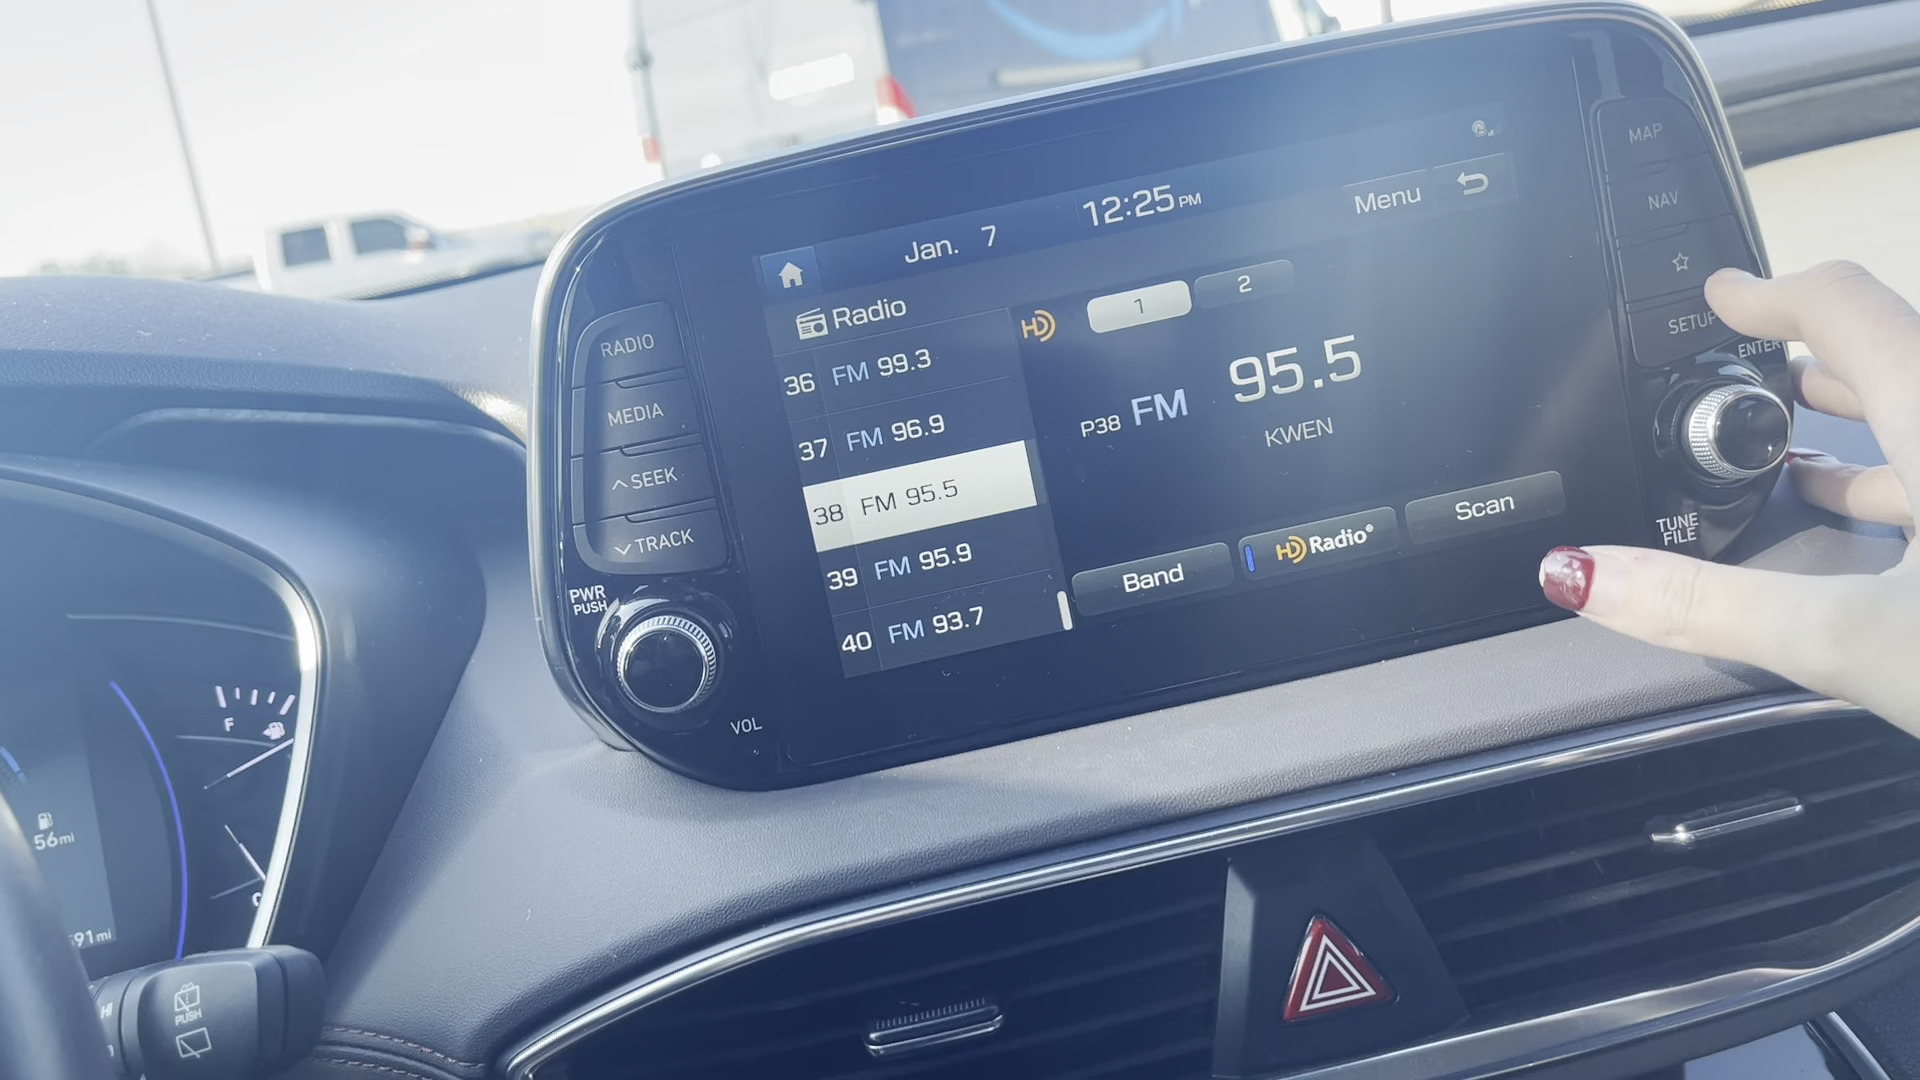 Jan. 7
12:25 PM
Menu
Radio
HD
1
2
36 FM 99.3
37 FM 96.9
38 FM 95.5
39 FM 95.9
40 FM 93.7
P38 FM 95.5
KWEN
Band
HD Radio®
Scan
RADIO
MEDIA
SEEK
TRACK
PWR
PUSH
VOL
MAP
NAV
SETUP
ENTER
TUNE
FILE
F
56mi
91mi
HI
PUSH